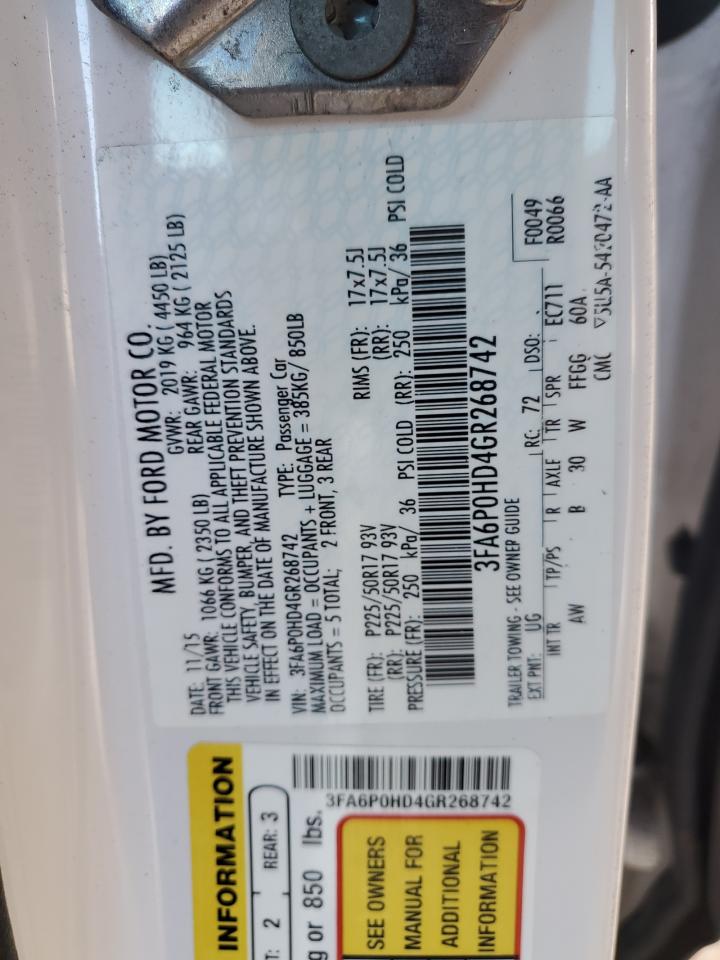 MFD. BY FORD MOTOR CO.
DATE: 11/15 GVWR: 2019 KG ( 4450 LB)
FRONT GAWR: 1066 KG ( 2350 LB) REAR GAWR: 964 KG ( 2125 LB)
THIS VEHICLE CONFORMS TO ALL APPLICABLE FEDERAL MOTOR
VEHICLE SAFETY, BUMPER, AND THEFT PREVENTION STANDARDS
IN EFFECT ON THE DATE OF MANUFACTURE SHOWN ABOVE.
VIN: 3FA6P0HD4GR268742 TYPE: Passenger Car
MAXIMUM LOAD = OCCUPANTS + LUGGAGE = 385KG/ 850LB
OCCUPANTS = 5 TOTAL; 2 FRONT, 3 REAR
TIRE (FR): P225/50R17 93V RIMS (FR): 17x7.5J
(RR): P225/50R17 93V (RR): 17x7.5J
PRESSURE (FR): 250 kPa/ 36 PSI COLD (RR): 250 kPa/ 36 PSI COLD
3FA6P0HD4GR268742
TRAILER TOWING - SEE OWNER GUIDE F0049
EXT PNT: UG RC: 72 DSO: R0066
INT TR TP/PS R AXLE TR SPR EC711
AW B 30 W FFGG 60A
CMC
INFORMATION
T: 2 REAR: 3
g or 850 lbs.
3FA6P0HD4GR268742
SEE OWNERS
MANUAL FOR
ADDITIONAL
INFORMATION